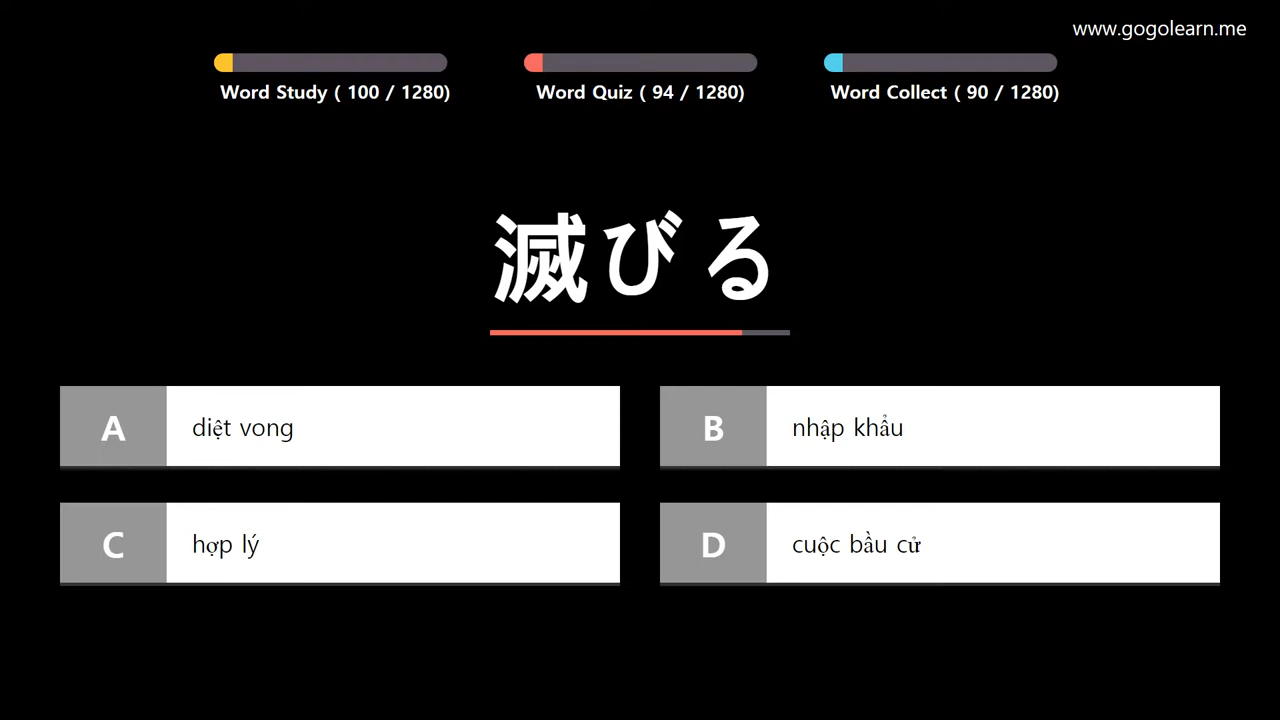 www.gogolearn.me
Word Study ( 100 / 1280)
Word Quiz ( 94 / 1280)
Word Collect ( 90 / 1280)
滅びる
A
diệt vong
B
nhập khẩu
C
hợp lý
D
cuộc bầu cử